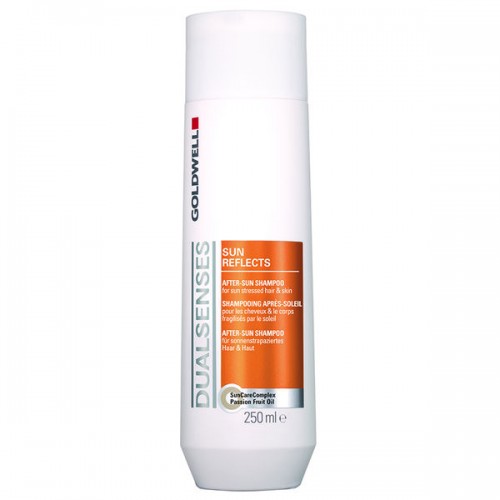 GOLDWELL
DUALSENSES
SUN
REFLECTS
AFTER-SUN SHAMPOO
for sun stressed hair & skin
SHAMPOOING APRÈS-SOLEIL
pour les cheveux & le corps
fragilisés par le soleil
AFTER-SUN SHAMPOO
für sonnenstrapaziertes
Haar & Haut
SunCareComplex
Passion Fruit Oil
250 ml e